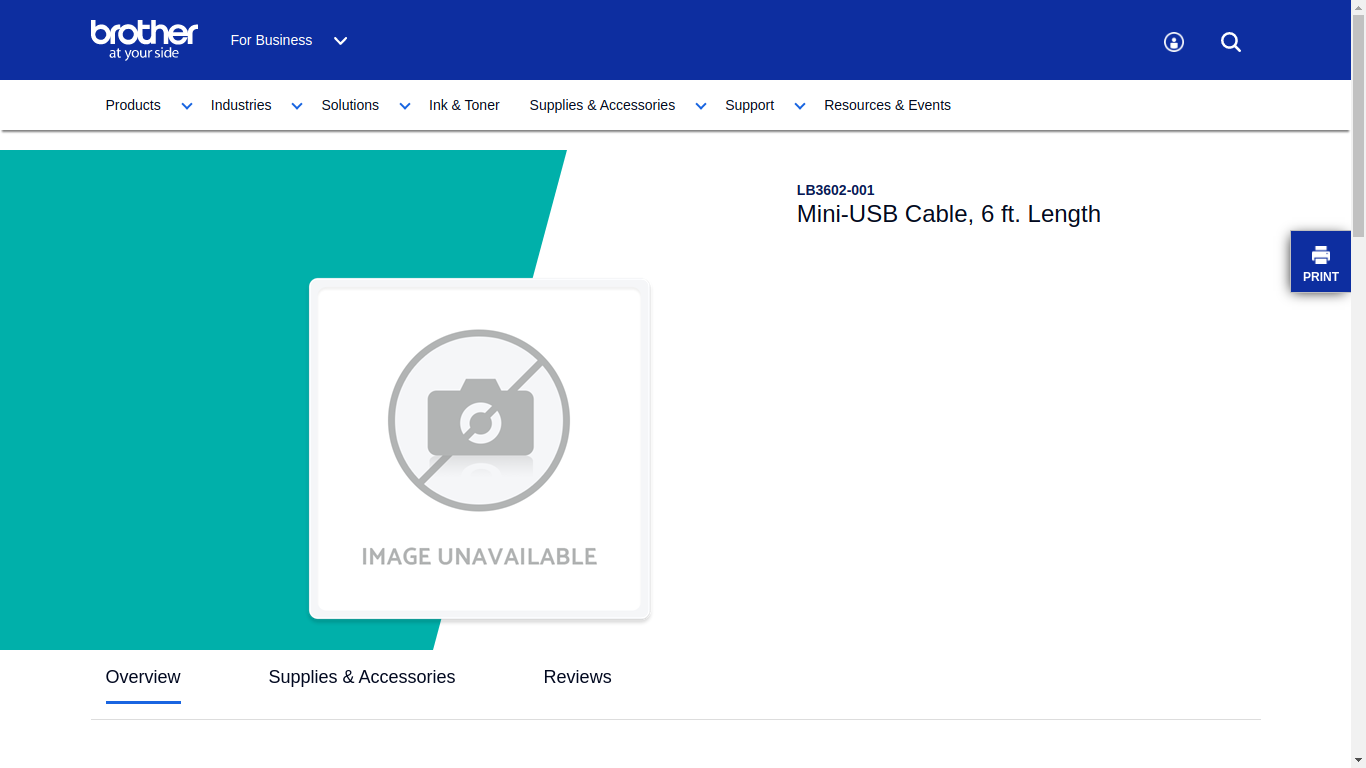 brother
at your side
For Business
Products
Industries
Solutions
Ink & Toner
Supplies & Accessories
Support
Resources & Events
LB3602-001
Mini-USB Cable, 6 ft. Length
PRINT
IMAGE UNAVAILABLE
Overview
Supplies & Accessories
Reviews